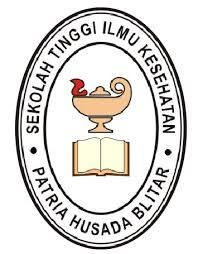 SEKOLAH TINGGI ILMU KESEHATAN
PATRIA HUSADA BLITAR